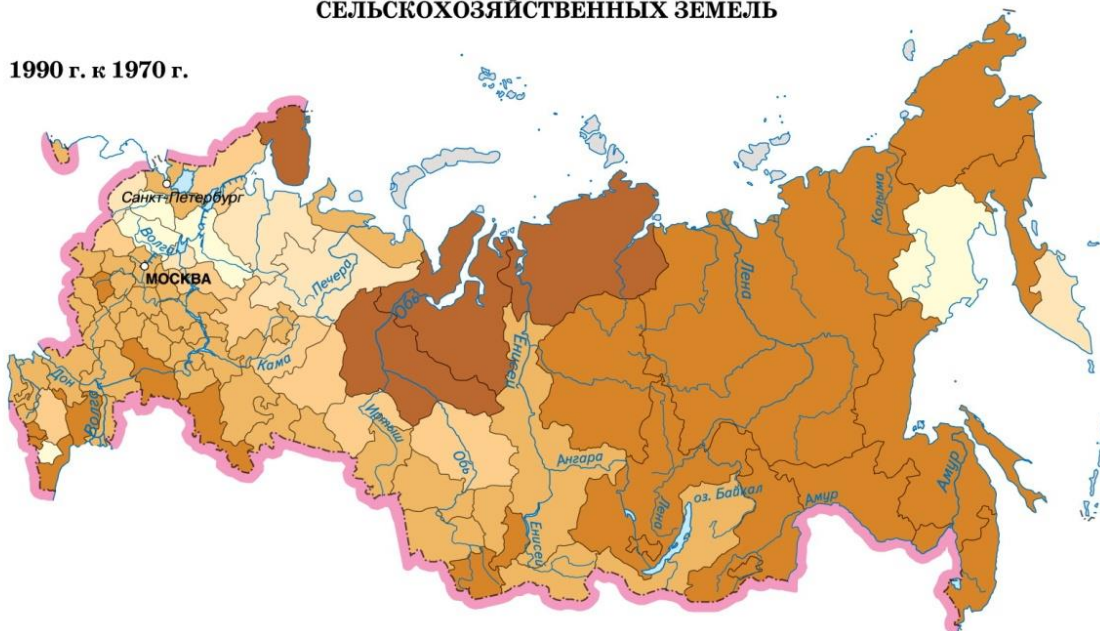 СЕЛЬСКОХОЗЯЙСТВЕННЫХ ЗЕМЕЛЬ
1990 г. к 1970 г.
Санкт-Петербург
Волга
МОСКВА
Печера
Обь
Кама
Дон
Волга
Иртыш
Обь
Енисей
Ангара
Енисей
Лена
Колыма
Лена
оз. Байкал
Амур
Амур